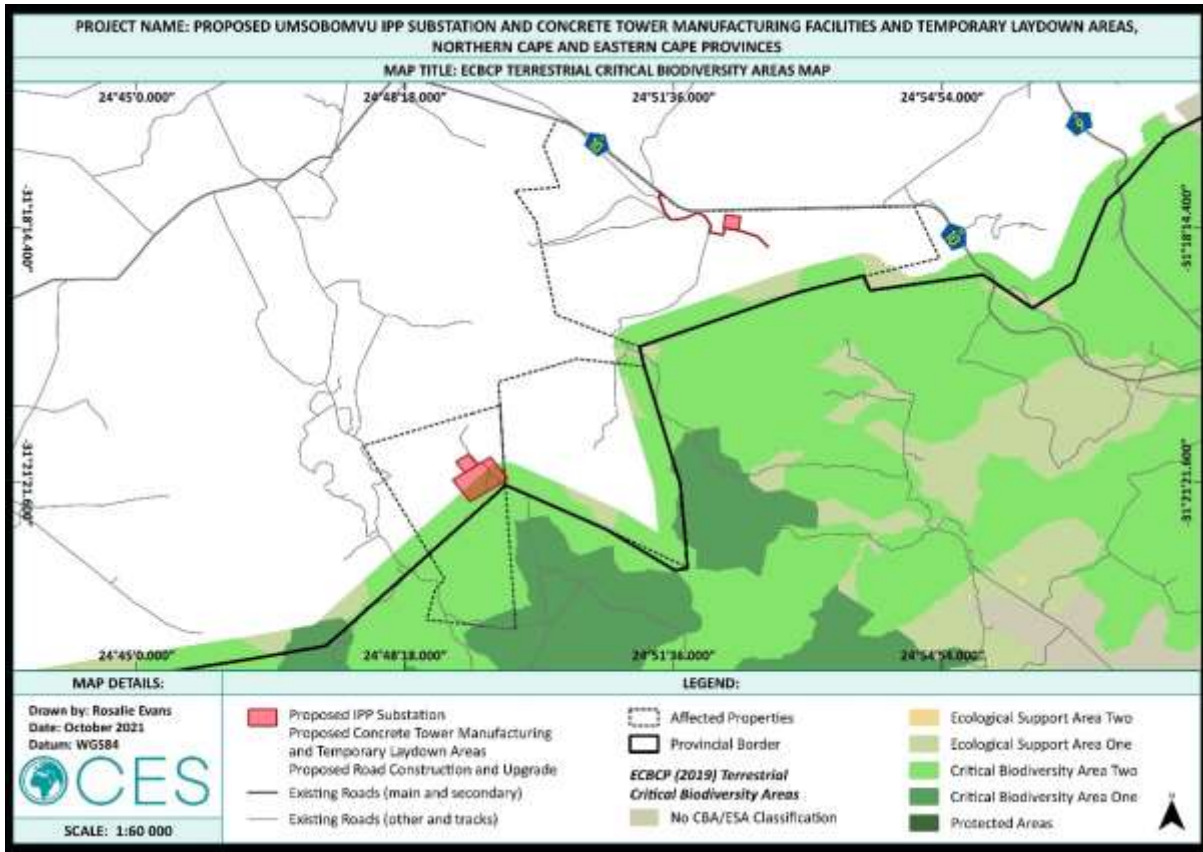 PROJECT NAME: PROPOSED UMSOBOMVU IPP SUBSTATION AND CONCRETE TOWER MANUFACTURING FACILITIES AND TEMPORARY LAYDOWN AREAS,
NORTHERN CAPE AND EASTERN CAPE PROVINCES
MAP TITLE: ECBCP TERRESTRIAL CRITICAL BIODIVERSITY AREAS MAP
24°45'0.000" 24°48'18.000" 24°51'36.000" 24°54'54.000"
-31°18'14.400" -31°18'14.400"
-31°21'21.600" -31°21'21.600"
24°45'0.000" 24°48'18.000" 24°51'36.000" 24°54'54.000"
MAP DETAILS:
Drawn by: Rosalie Evans
Date: October 2021
Datum: WGS84
CES
SCALE: 1:60 000
LEGEND:
Proposed IPP Substation
Proposed Concrete Tower Manufacturing
and Temporary Laydown Areas
Proposed Road Construction and Upgrade
Existing Roads (main and secondary)
Existing Roads (other and tracks)
Affected Properties
Provincial Border
ECBCP (2019) Terrestrial
Critical Biodiversity Areas
No CBA/ESA Classification
Ecological Support Area Two
Ecological Support Area One
Critical Biodiversity Area Two
Critical Biodiversity Area One
Protected Areas